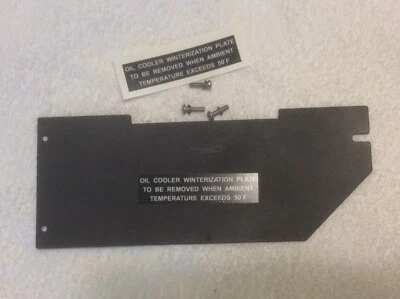 OIL COOLER WINTERIZATION PLATE
TO BE REMOVED WHEN AMBIENT
TEMPERATURE EXCEEDS 50 F
OIL COOLER WINTERIZATION PLATE
TO BE REMOVED WHEN AMBIENT
TEMPERATURE EXCEEDS 50 F